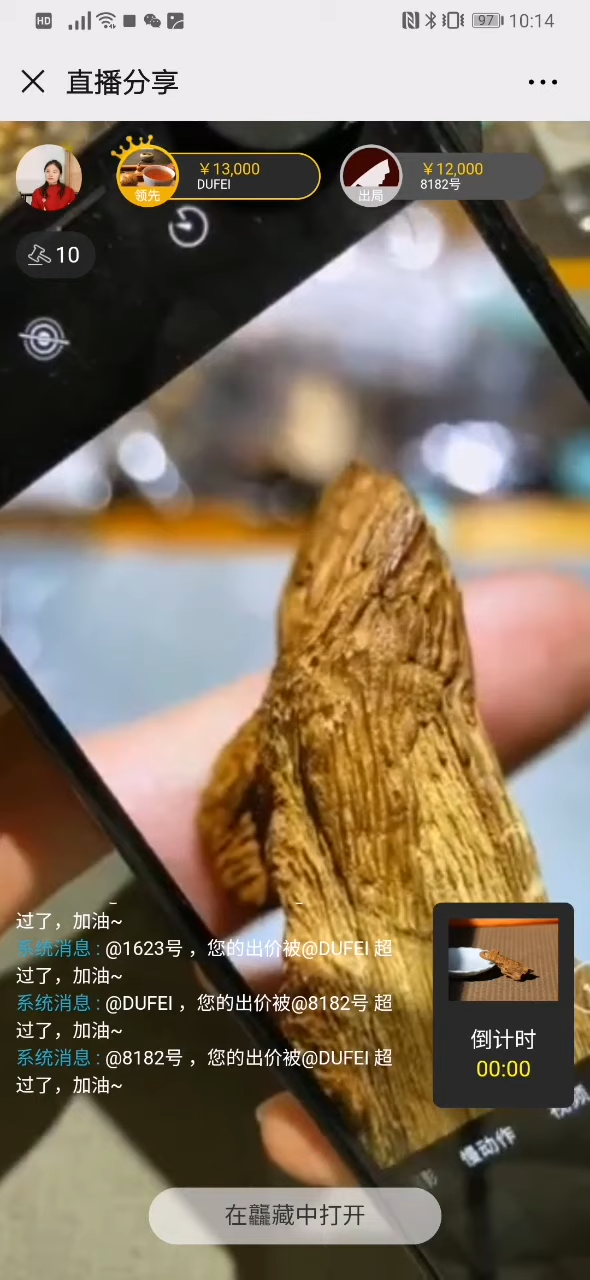 HD
97 10:14
直播分享
￥13,000
DUFEI
领先
￥12,000
8182号
出局
10
过了，加油~
系统消息 : @1623号 ，您的出价被@DUFEI 超
过了，加油~
系统消息 : @DUFEI ，您的出价被@8182号 超
过了，加油~
系统消息 : @8182号 ，您的出价被@DUFEI 超
过了，加油~
倒计时
00:00
慢动作
视频
在龘藏中打开